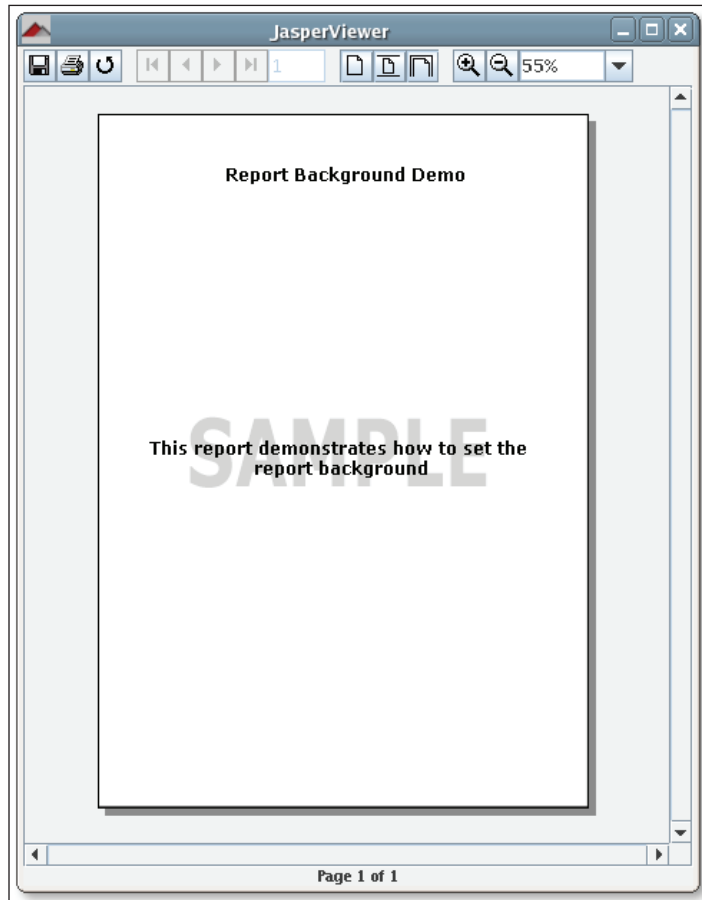 JasperViewer
1
55%
Report Background Demo
SAMPLE
This report demonstrates how to set the
report background
Page 1 of 1